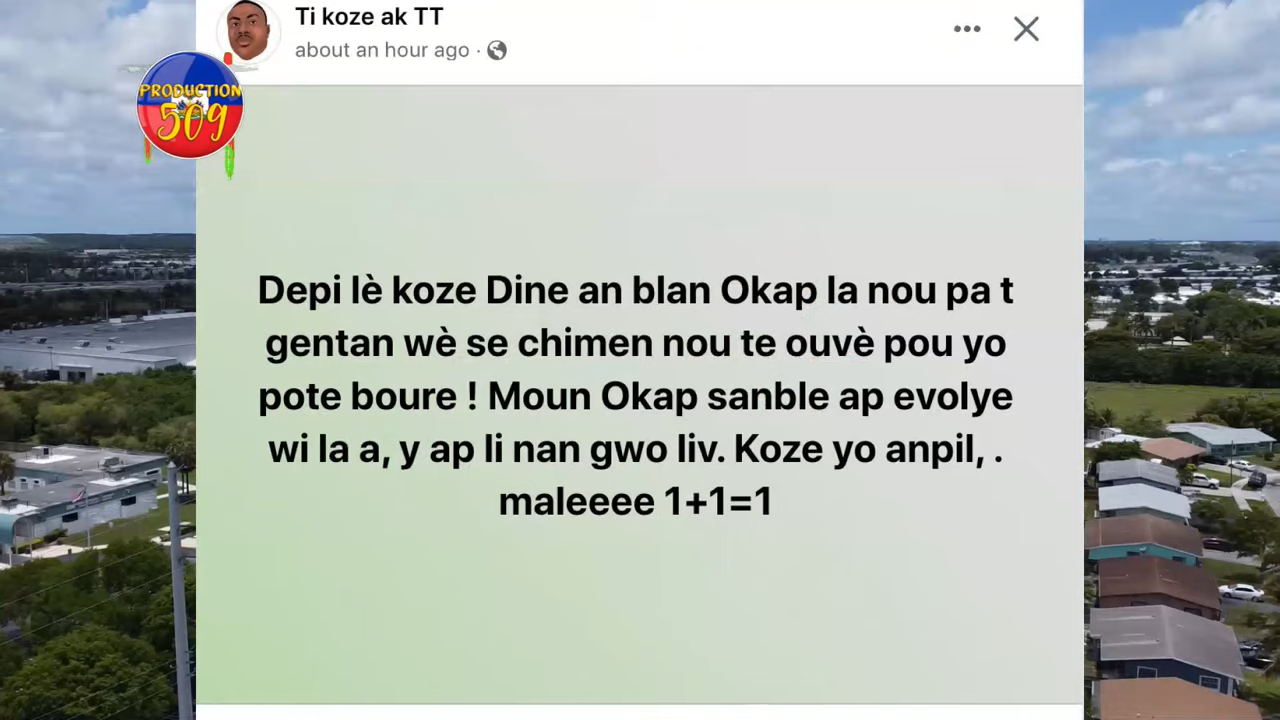 Ti koze ak TT
about an hour ago ·
PRODUCTION
509
Depi lè koze Dine an blan Okap la nou pa t
gentan wè se chimen nou te ouvè pou yo
pote boure ! Moun Okap sanble ap evolye
wi la a, y ap li nan gwo liv. Koze yo anpil, .
maleeee 1+1=1